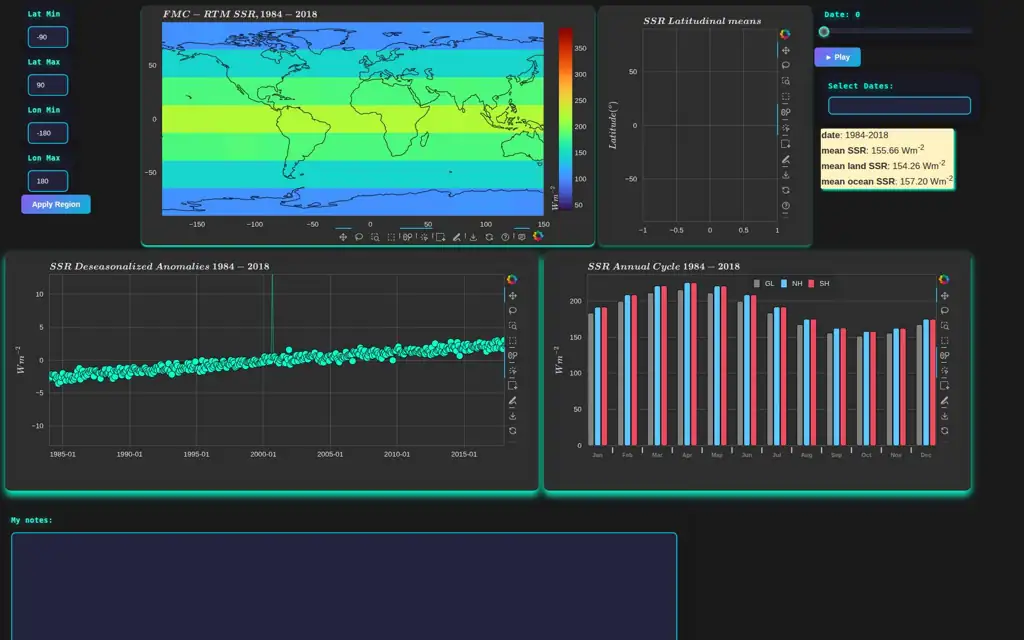 Lat Min
-90
Lat Max
90
Lon Min
-180
Lon Max
180
Apply Region
FMC − RTM SSR, 1984 − 2018
50
0
−50
−150
−100
−50
0
50
100
150
350
300
250
200
150
100
50
Wm⁻²
SSR Latitudinal means
Latitude(°)
50
0
−50
−1
−0.5
0
0.5
1
Date: 0
► Play
Select Dates:
date: 1984-2018
mean SSR: 155.66 Wm⁻²
mean land SSR: 154.26 Wm⁻²
mean ocean SSR: 157.20 Wm⁻²
SSR Deseasonalized Anomalies 1984 − 2018
Wm⁻²
10
5
0
−5
−10
1985-01
1990-01
1995-01
2000-01
2005-01
2010-01
2015-01
SSR Annual Cycle 1984 − 2018
GL
NH
SH
Wm⁻²
200
150
100
50
0
Jan
Feb
Mar
Apr
May
Jun
Jul
Aug
Sep
Oct
Nov
Dec
My notes: